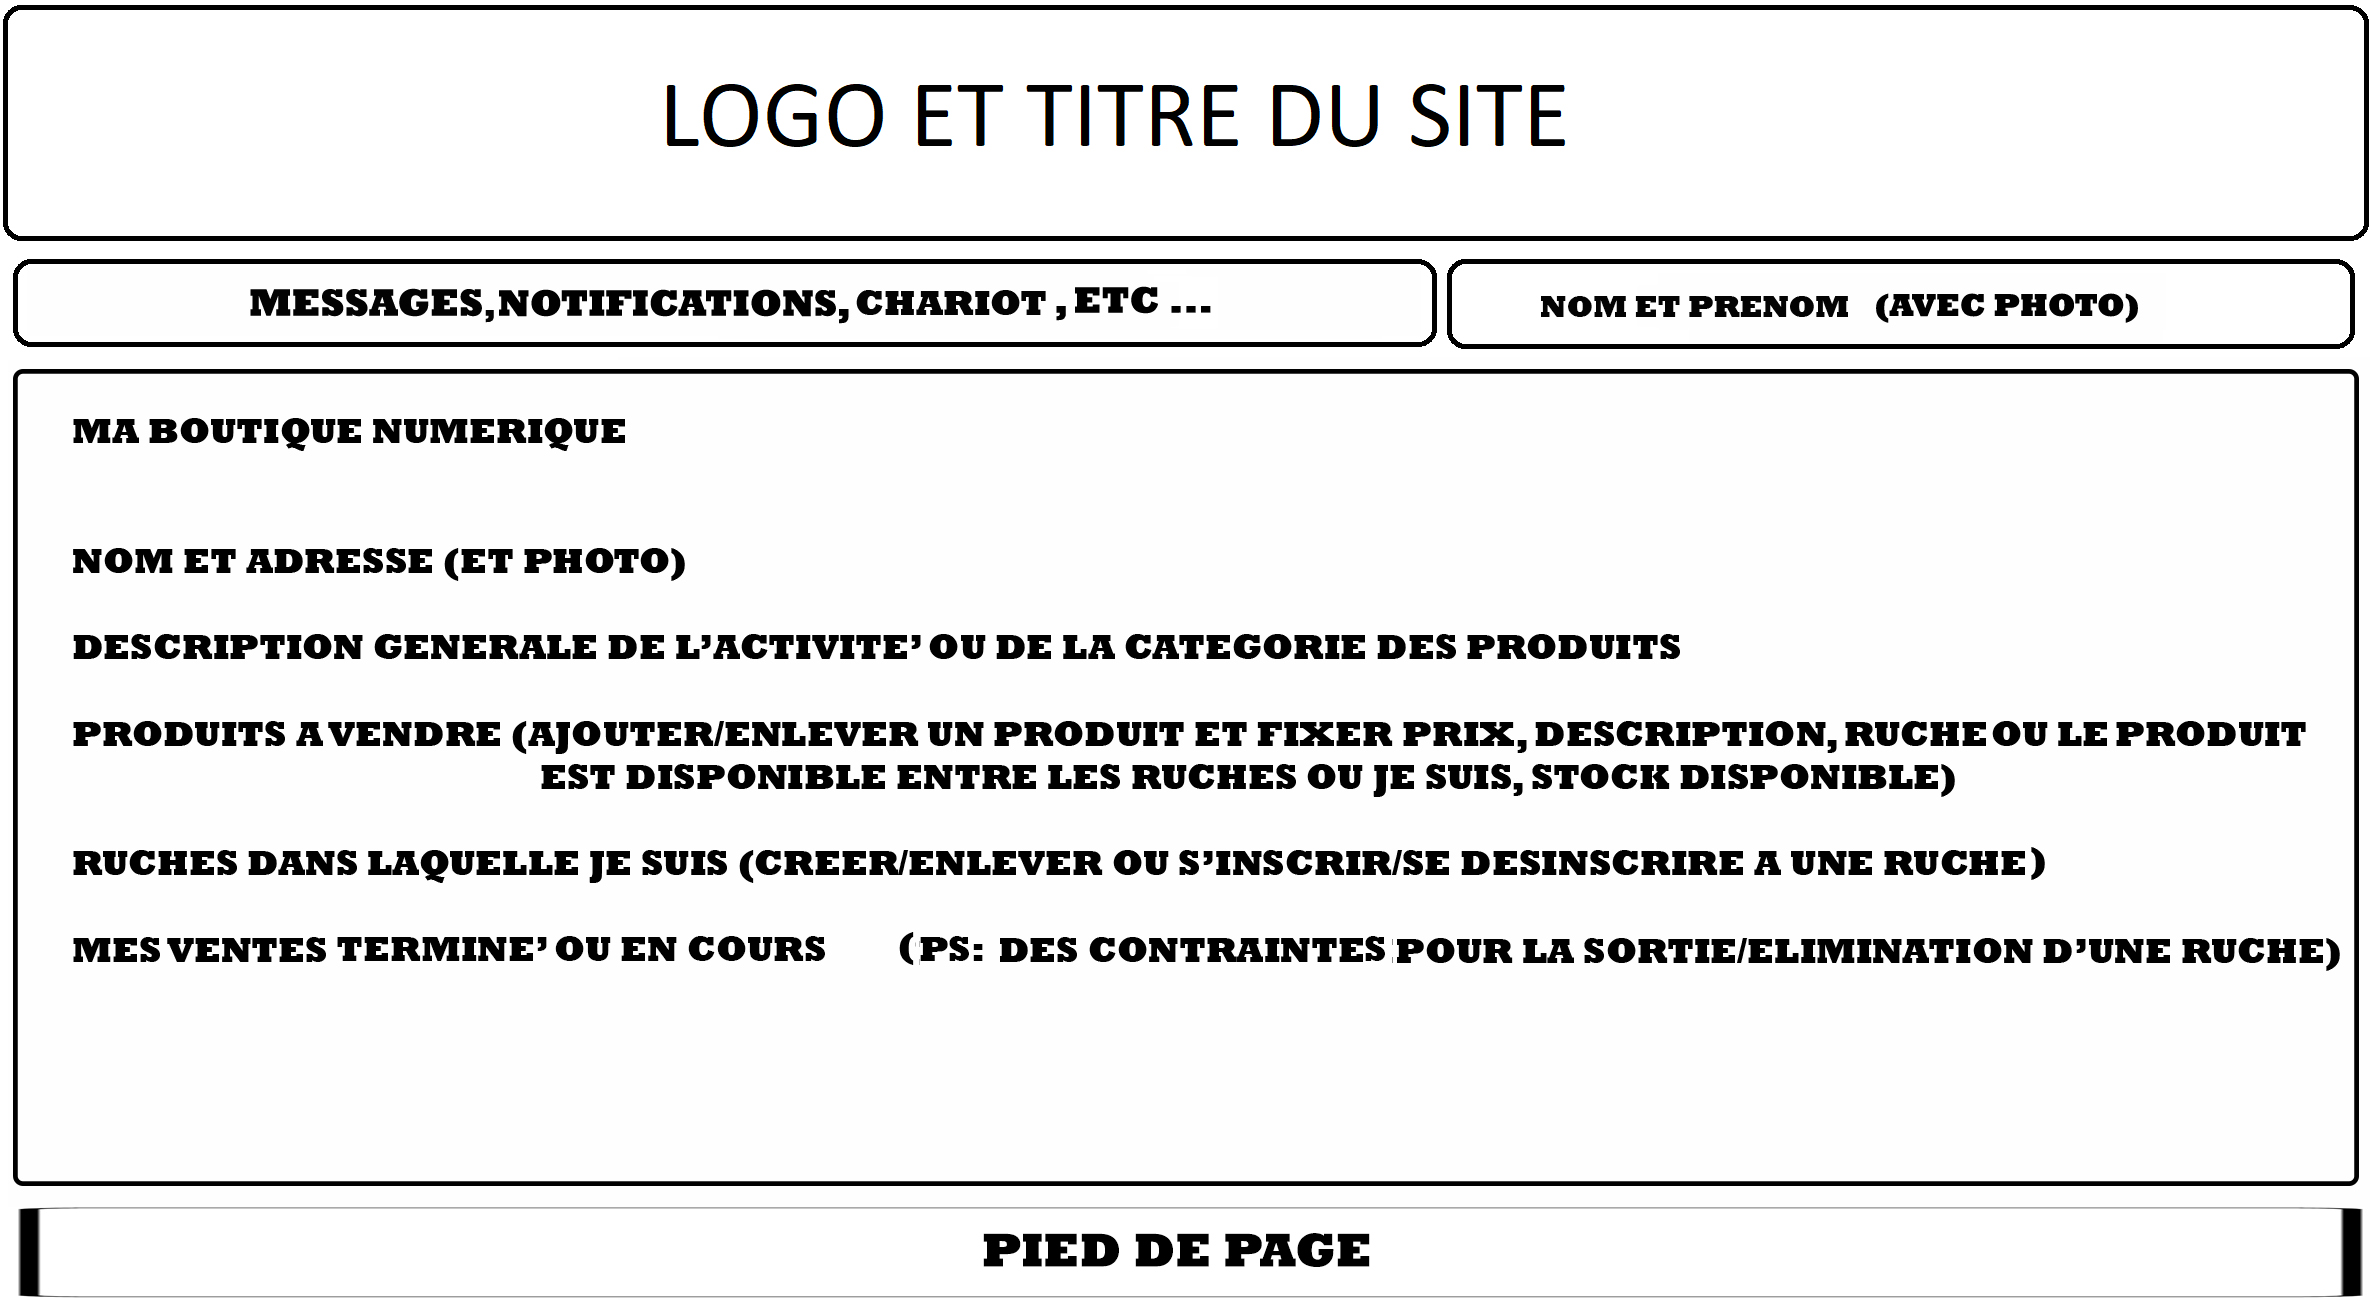 LOGO ET TITRE DU SITE
MESSAGES, NOTIFICATIONS, CHARIOT , ETC ...
NOM ET PRENOM (AVEC PHOTO)
MA BOUTIQUE NUMERIQUE
NOM ET ADRESSE (ET PHOTO)
DESCRIPTION GENERALE DE L’ACTIVITE’ OU DE LA CATEGORIE DES PRODUITS
PRODUITS A VENDRE (AJOUTER/ENLEVER UN PRODUIT ET FIXER PRIX, DESCRIPTION, RUCHE OU LE PRODUIT
EST DISPONIBLE ENTRE LES RUCHES OU JE SUIS, STOCK DISPONIBLE)
RUCHES DANS LAQUELLE JE SUIS (CREER/ENLEVER OU S’INSCRIR/SE DESINSCRIRE A UNE RUCHE)
MES VENTES TERMINE’ OU EN COURS (PS: DES CONTRAINTES POUR LA SORTIE/ELIMINATION D’UNE RUCHE)
PIED DE PAGE